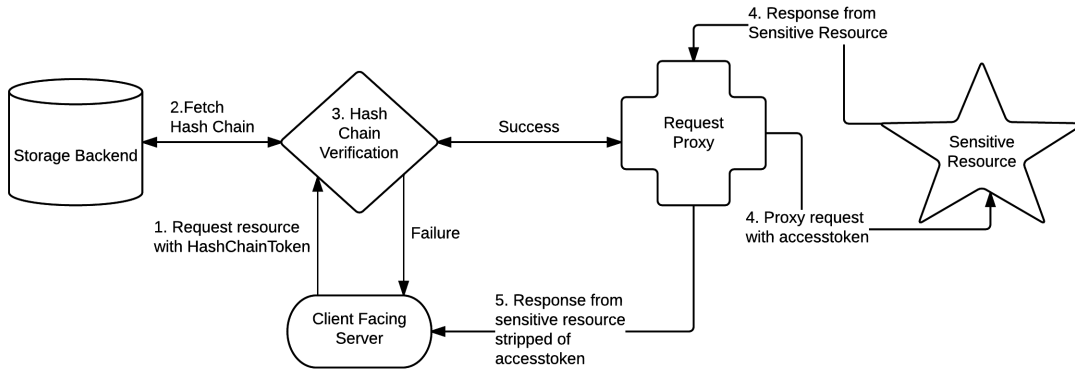 4. Response from
Sensitive Resource
2.Fetch
Hash Chain
3. Hash
Chain
Verification
Success
Request
Proxy
Sensitive
Resource
Storage Backend
1. Request resource
with HashChainToken
Failure
4. Proxy request
with accesstoken
Client Facing
Server
5. Response from
sensitive resource
stripped of
accesstoken